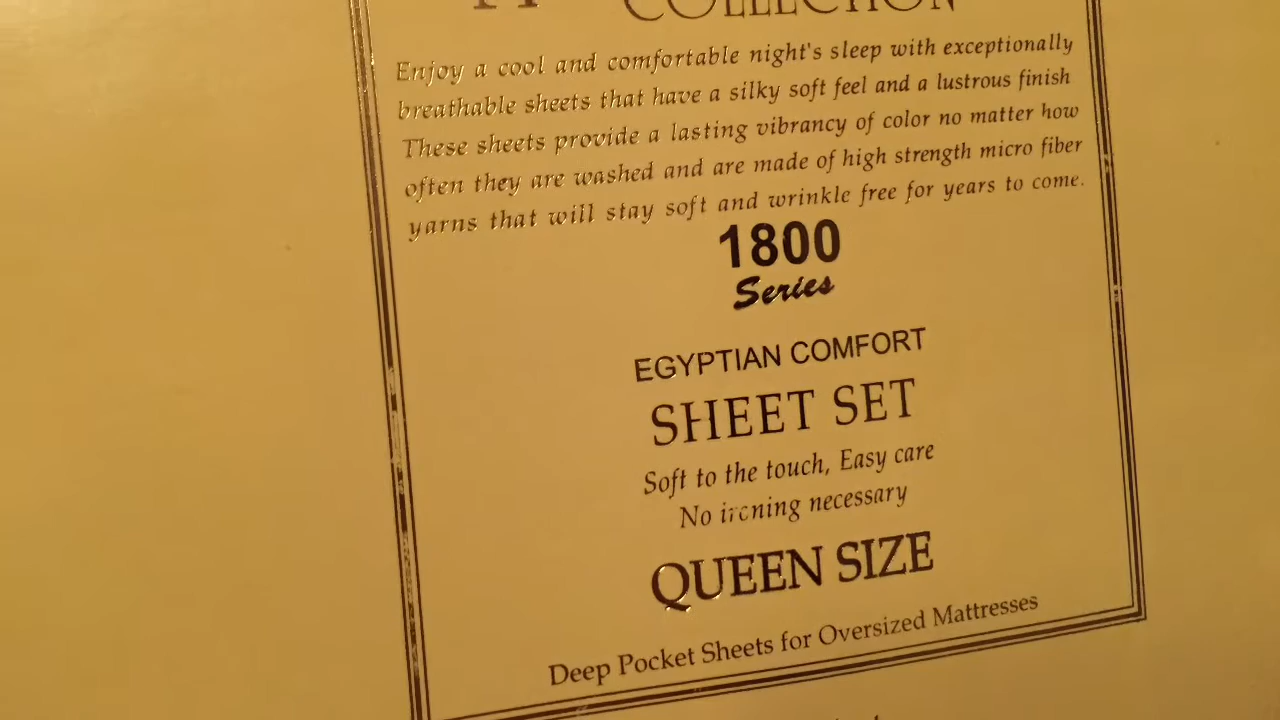 COLLECTION
Enjoy a cool and comfortable night's sleep with exceptionally
breathable sheets that have a silky soft feel and a lustrous finish
These sheets provide a lasting vibrancy of color no matter how
often they are washed and are made of high strength micro fiber
yarns that will stay soft and wrinkle free for years to come.
1800
Series
EGYPTIAN COMFORT
SHEET SET
Soft to the touch, Easy care
No ironing necessary
QUEEN SIZE
Deep Pocket Sheets for Oversized Mattresses